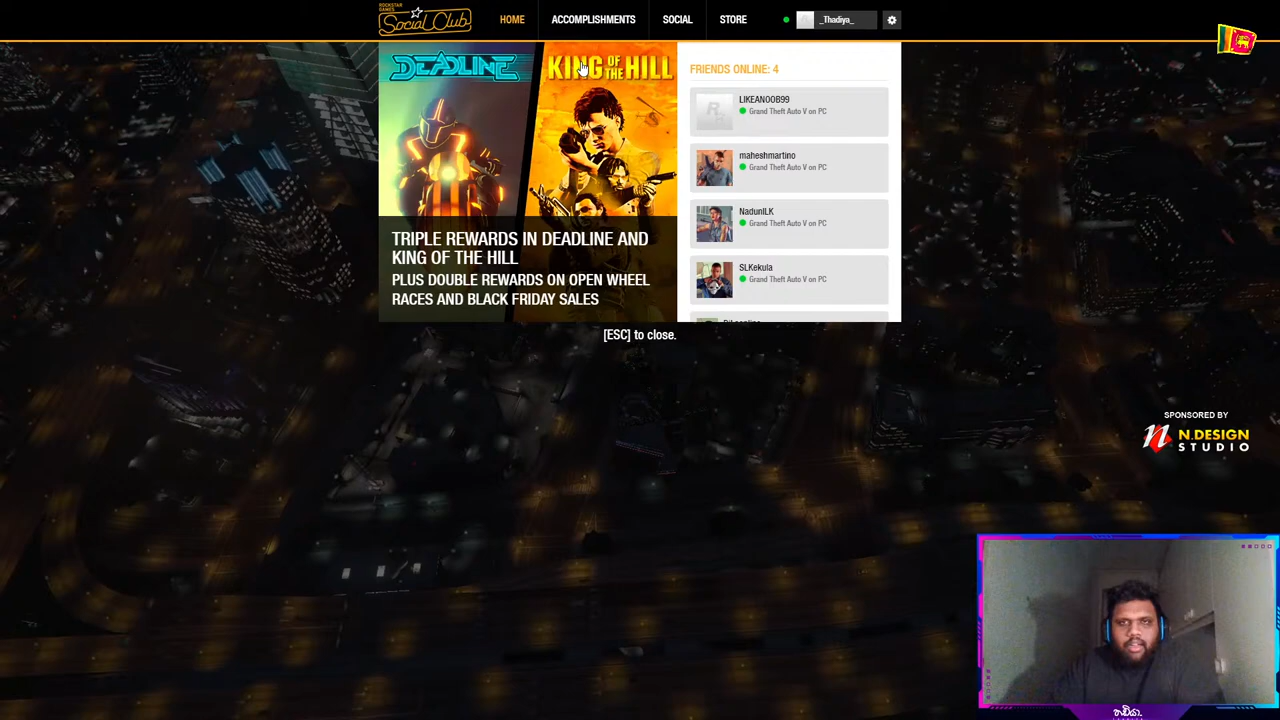 ROCKSTAR
GAMES
Social Club
HOME
ACCOMPLISHMENTS
SOCIAL
STORE
_Thadiya_
DEADLINE
KING OF THE HILL
TRIPLE REWARDS IN DEADLINE AND
KING OF THE HILL
PLUS DOUBLE REWARDS ON OPEN WHEEL
RACES AND BLACK FRIDAY SALES
FRIENDS ONLINE: 4
LIKEANOOB99
Grand Theft Auto V on PC
maheshmartino
Grand Theft Auto V on PC
NadunILK
Grand Theft Auto V on PC
SLKekula
Grand Theft Auto V on PC
[ESC] to close.
SPONSORED BY
N.DESIGN
STUDIO
තඩියා.